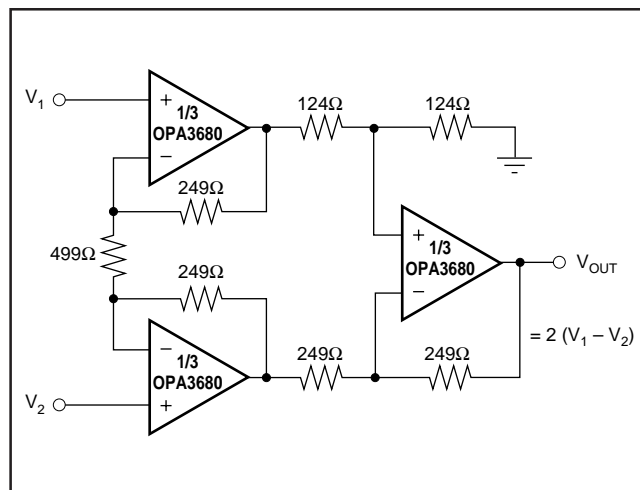 V1
+
1/3
OPA3680
−
124Ω
124Ω
249Ω
499Ω
249Ω
+
1/3
OPA3680
−
VOUT
= 2 (V1 – V2)
−
1/3
OPA3680
+
249Ω
249Ω
V2